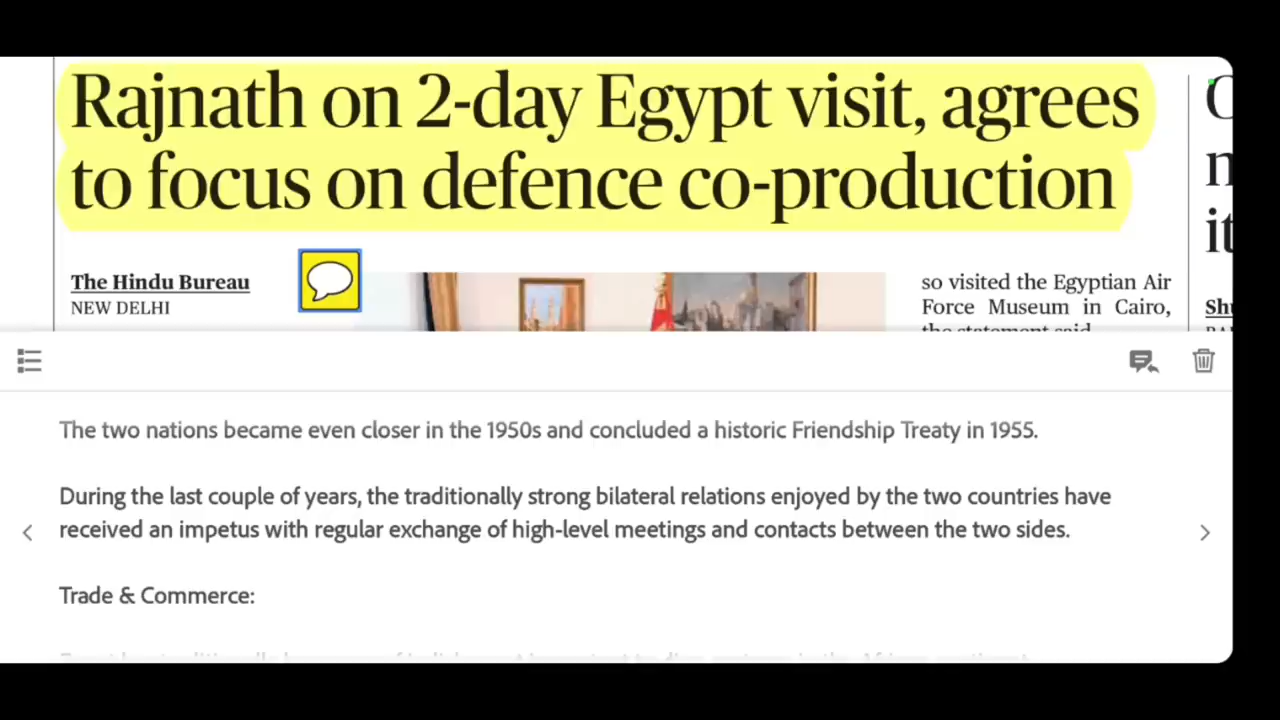 Rajnath on 2-day Egypt visit, agrees
to focus on defence co-production
The Hindu Bureau
NEW DELHI
so visited the Egyptian Air
Force Museum in Cairo,
the statement said.
The two nations became even closer in the 1950s and concluded a historic Friendship Treaty in 1955.
During the last couple of years, the traditionally strong bilateral relations enjoyed by the two countries have
received an impetus with regular exchange of high-level meetings and contacts between the two sides.
Trade & Commerce: